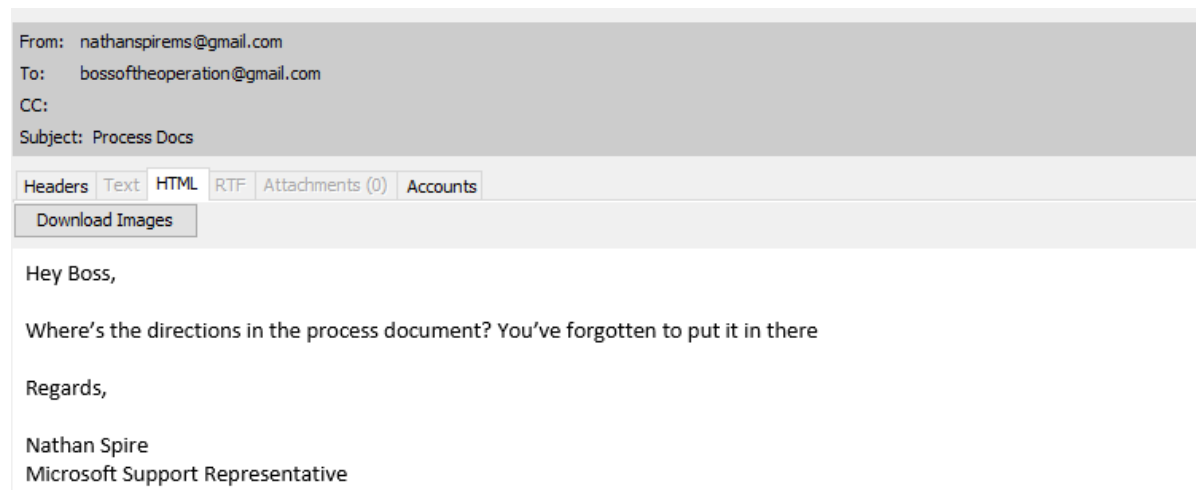 From: nathanspirems@gmail.com
To: bossoftheoperation@gmail.com
CC:
Subject: Process Docs
Headers Text HTML RTF Attachments (0) Accounts
Download Images
Hey Boss,
Where’s the directions in the process document? You’ve forgotten to put it in there
Regards,
Nathan Spire
Microsoft Support Representative